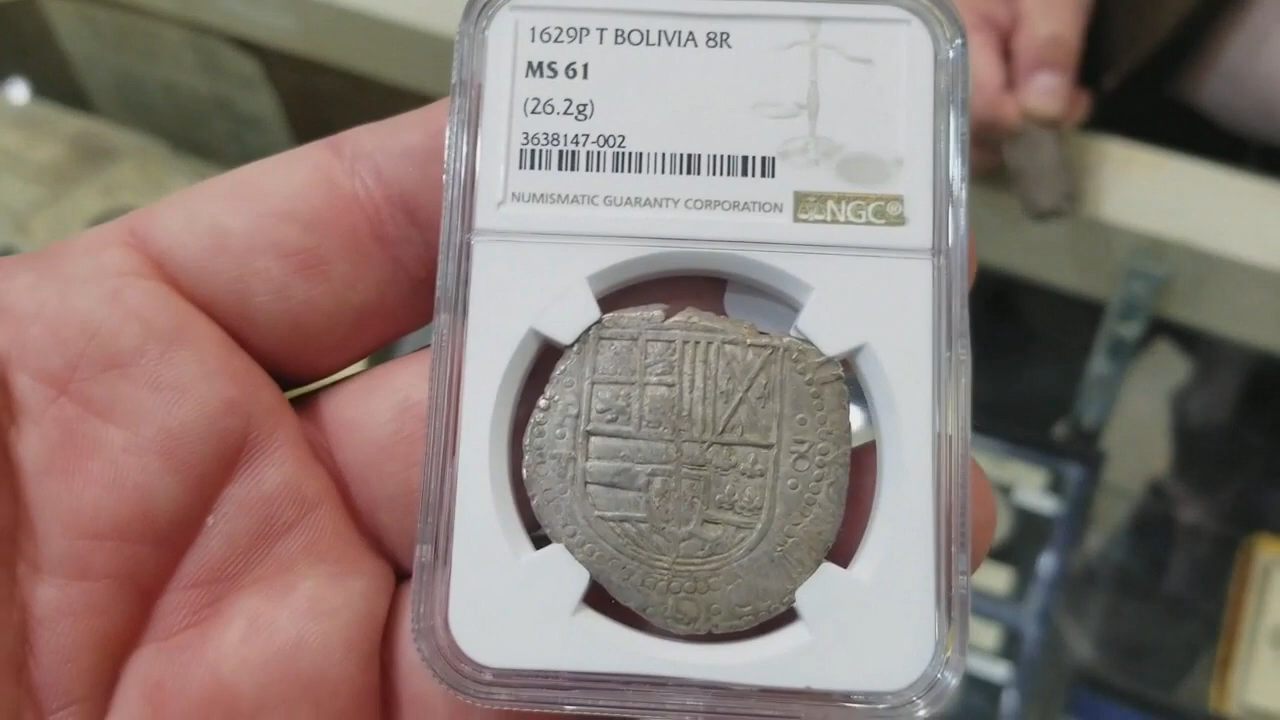 1629P T BOLIVIA 8R
MS 61
(26.2g)
3638147-002
NUMISMATIC GUARANTY CORPORATION NGC®